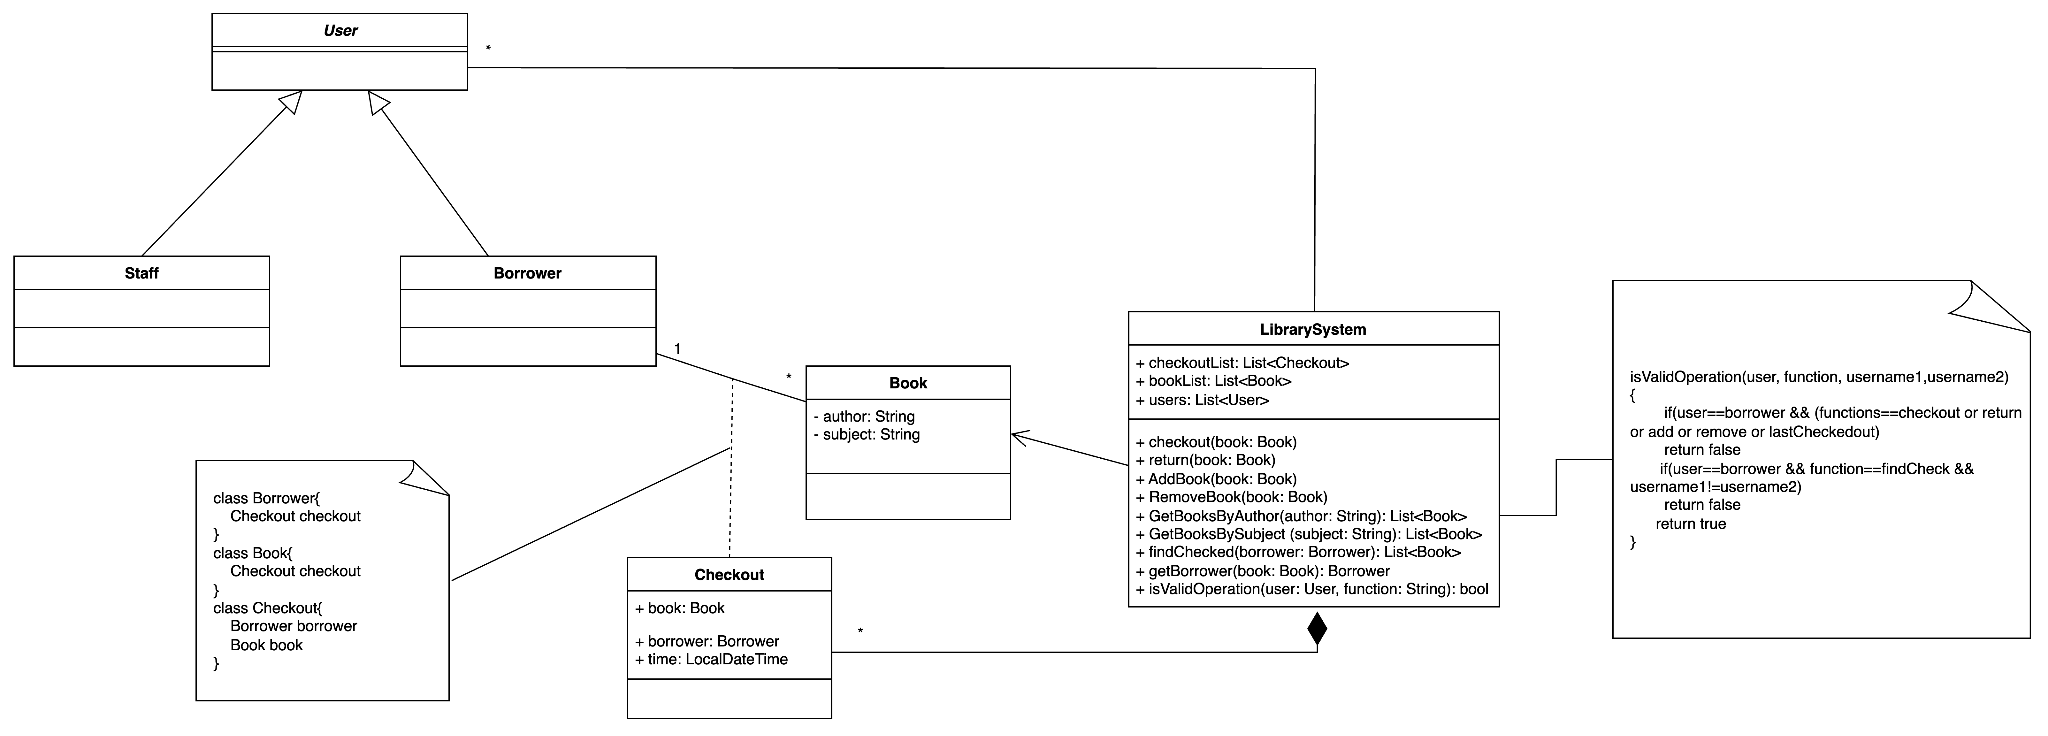 User
*
Staff
Borrower
1
*
Book
- author: String
- subject: String
LibrarySystem
+ checkoutList: List<Checkout>
+ bookList: List<Book>
+ users: List<User>
+ checkout(book: Book)
+ return(book: Book)
+ AddBook(book: Book)
+ RemoveBook(book: Book)
+ GetBooksByAuthor(author: String): List<Book>
+ GetBooksBySubject (subject: String): List<Book>
+ findChecked(borrower: Borrower): List<Book>
+ getBorrower(book: Book): Borrower
+ isValidOperation(user: User, function: String): bool
isValidOperation(user, function, username1,username2)
{
if(user==borrower && (functions==checkout or return
or add or remove or lastCheckedout)
return false
if(user==borrower && function==findCheck &&
username1!=username2)
return false
return true
}
class Borrower{
Checkout checkout
}
class Book{
Checkout checkout
}
class Checkout{
Borrower borrower
Book book
}
Checkout
+ book: Book
+ borrower: Borrower
+ time: LocalDateTime
*